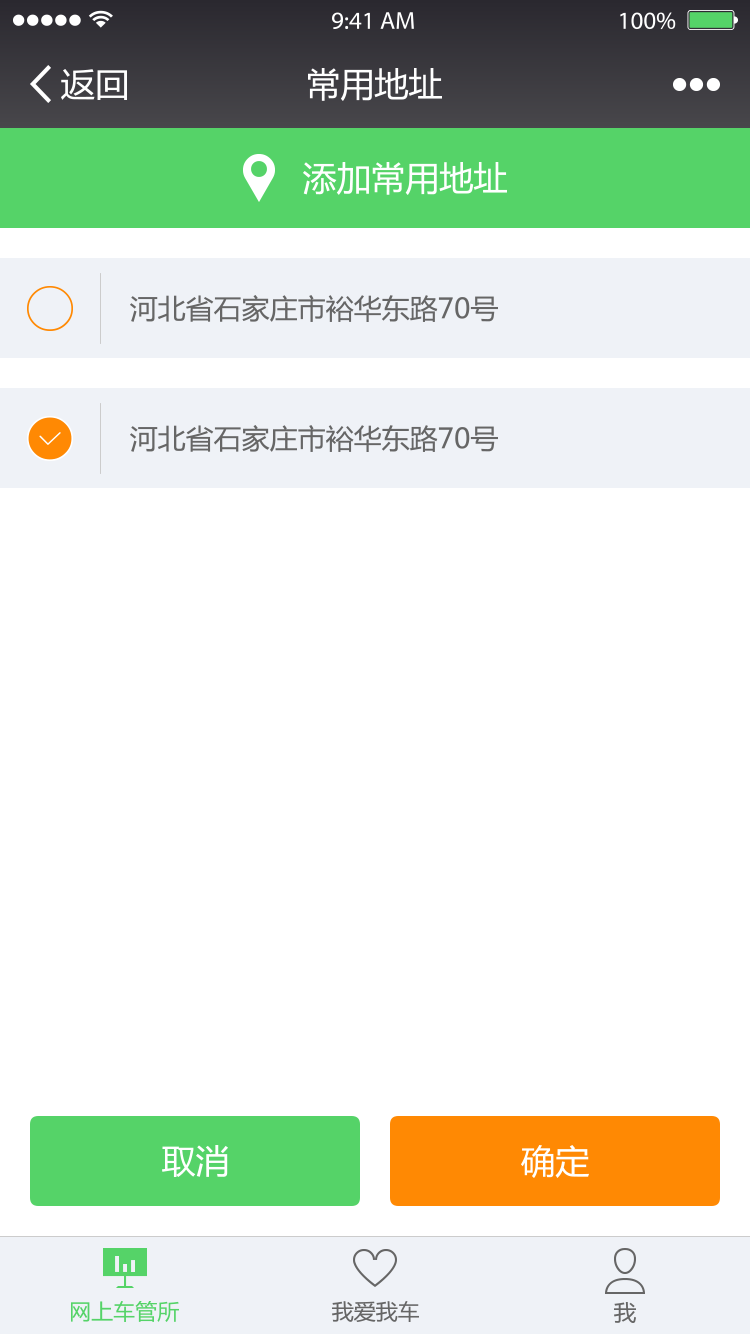 9:41 AM 100%
返回 常用地址
添加常用地址
河北省石家庄市裕华东路70号
河北省石家庄市裕华东路70号
取消 确定
网上车管所 我爱我车 我